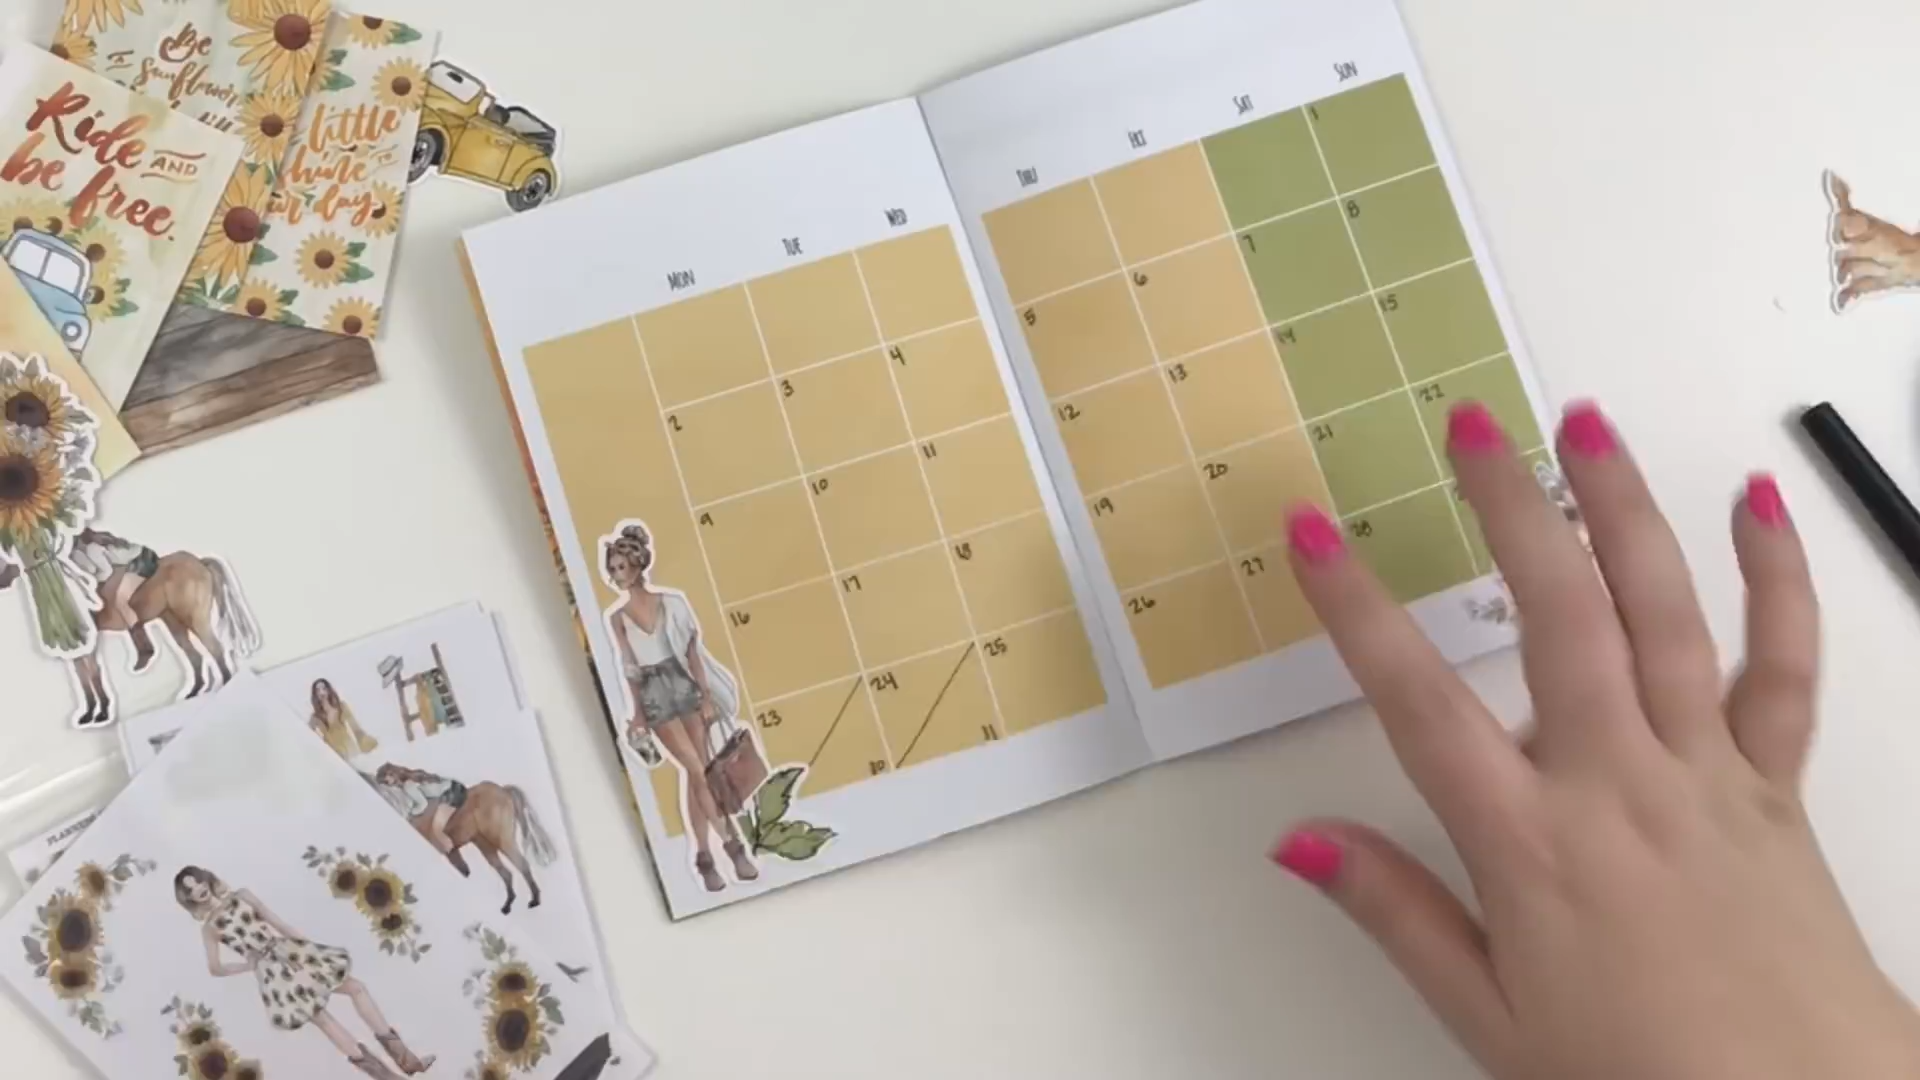 Be
Ride AND
be free.
little
PLANNERS
MON TUE WED THU FRI SAT SUN
1
2 3 4 5 6 7 8
9 10 11 12 13 14 15
16 17 18 19 20 21 22
23 24 25 26 27 28
30 31